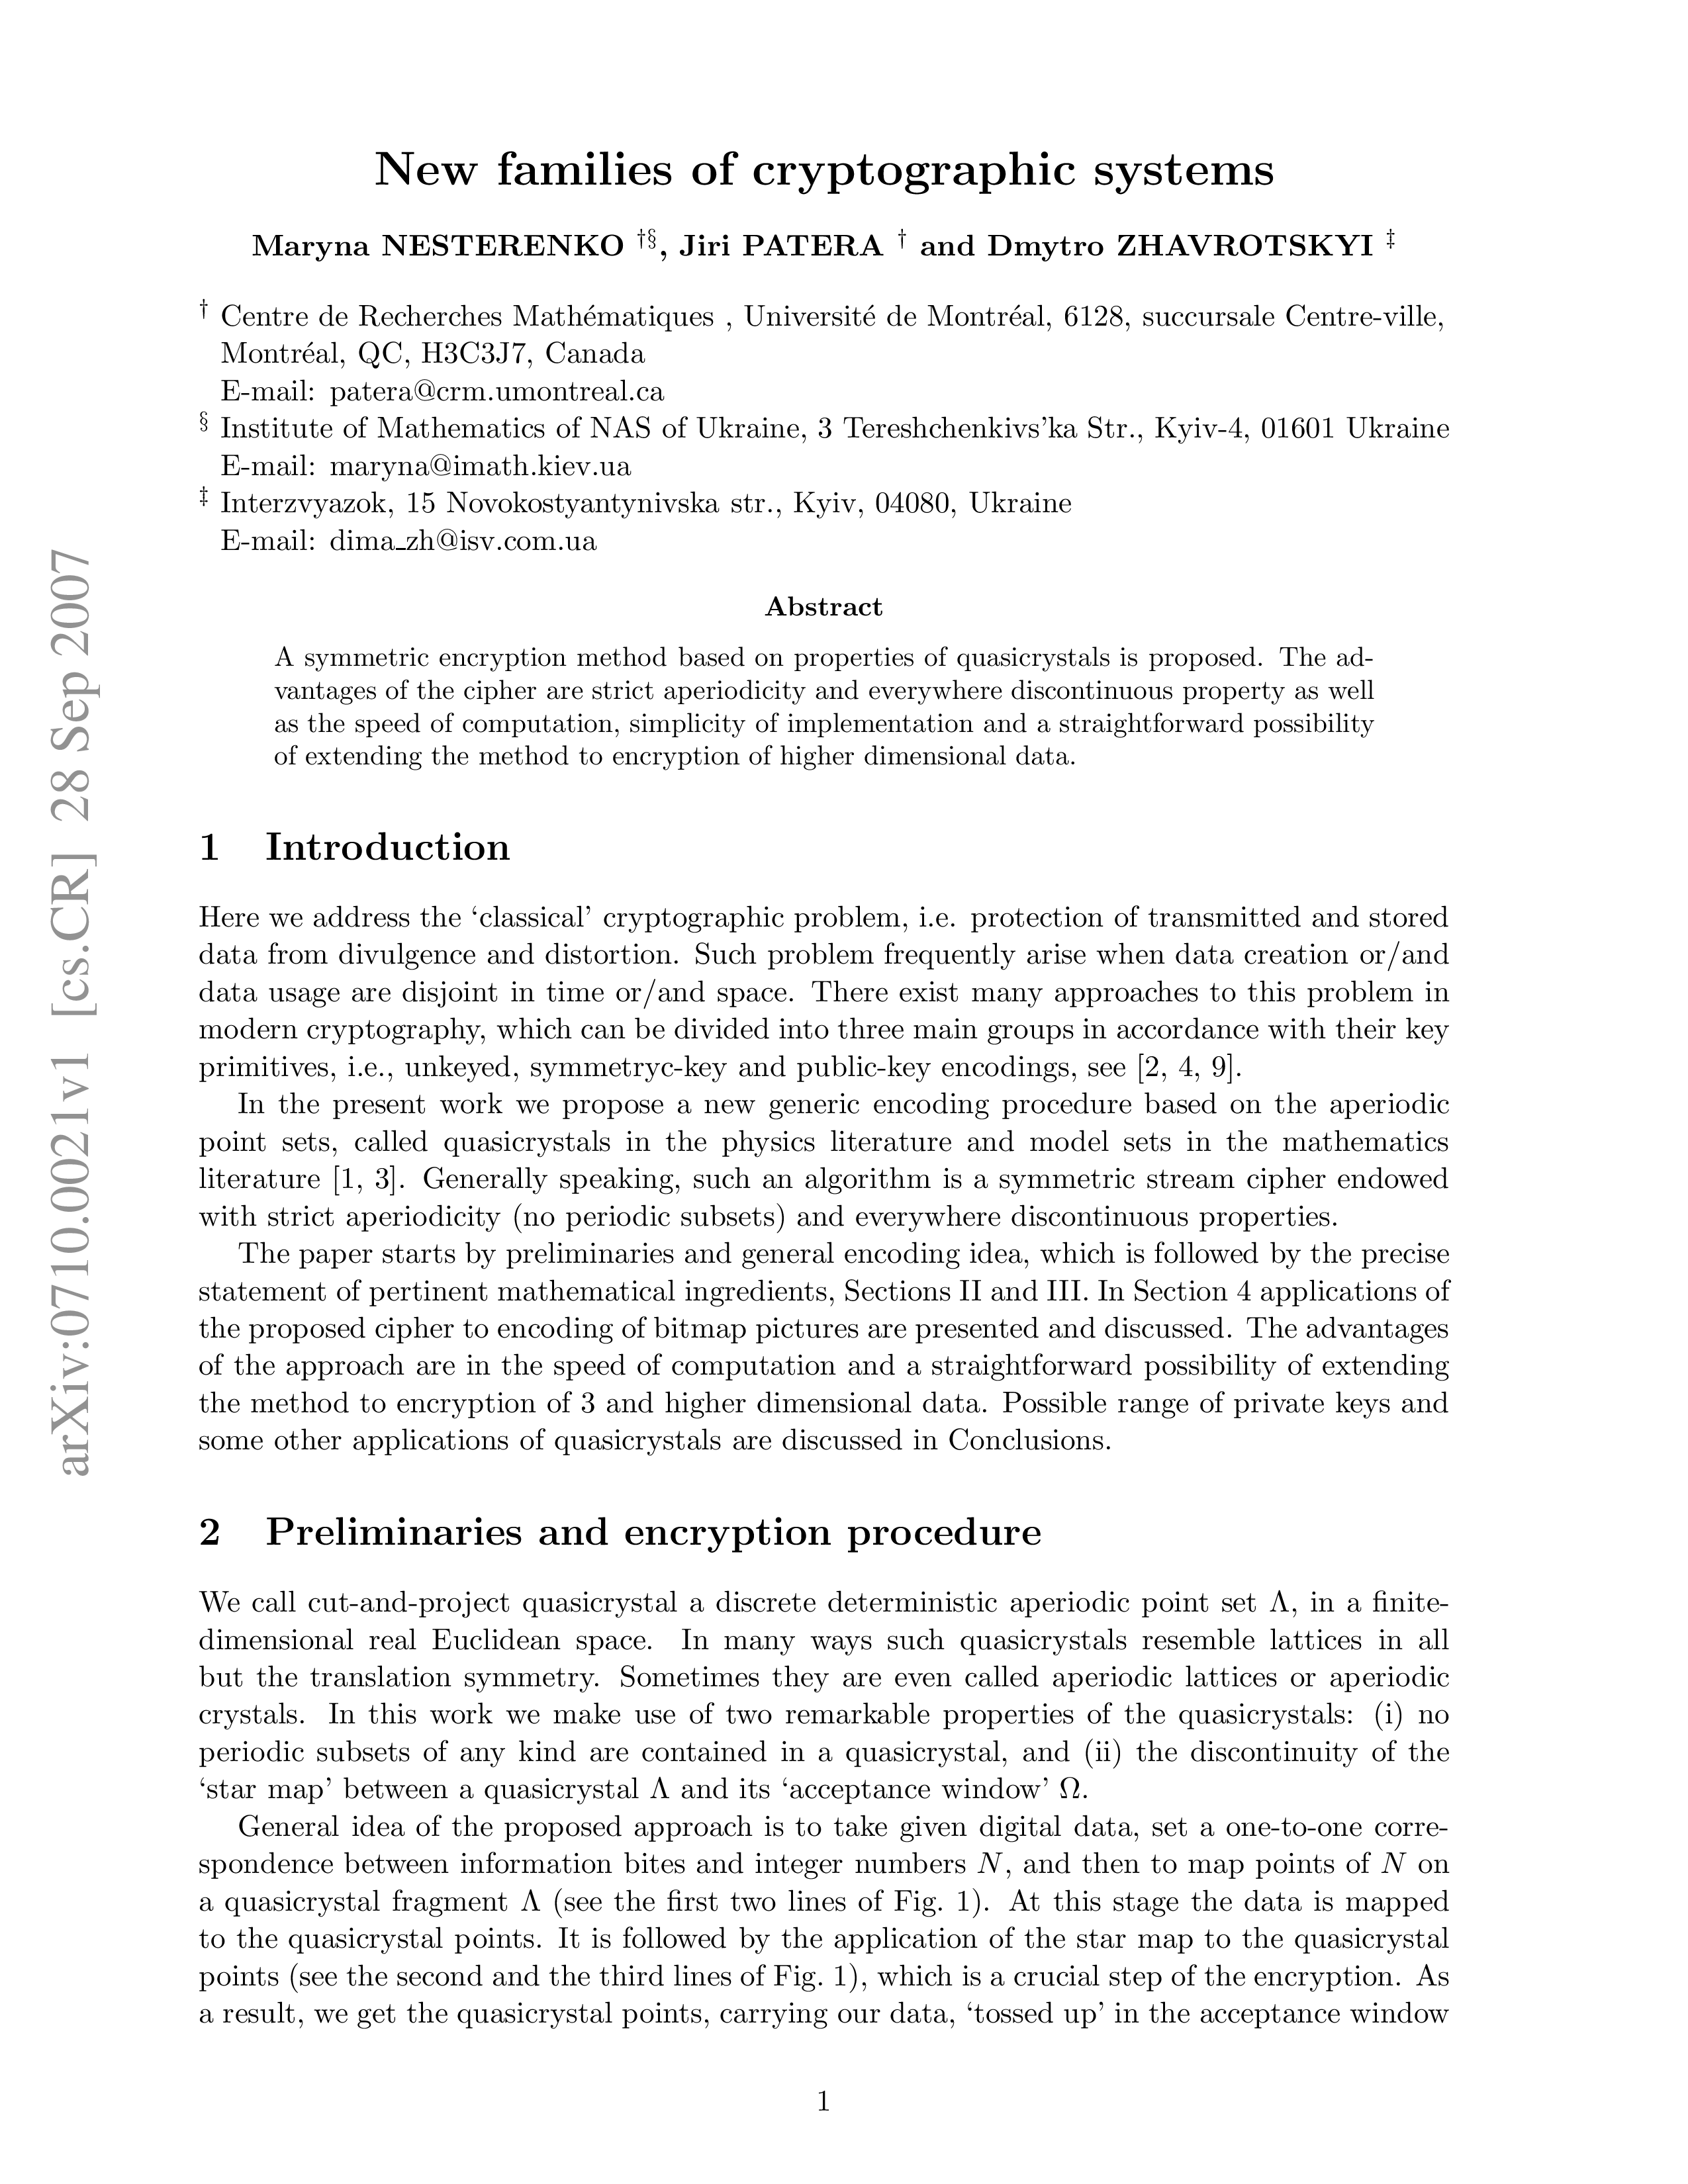 New families of cryptographic systems
Maryna NESTERENKO †§, Jiri PATERA † and Dmytro ZHAVROTSKYI ‡
† Centre de Recherches Mathématiques , Université de Montréal, 6128, succursale Centre-ville,
Montréal, QC, H3C3J7, Canada
E-mail: patera@crm.umontreal.ca
§ Institute of Mathematics of NAS of Ukraine, 3 Tereshchenkivs'ka Str., Kyiv-4, 01601 Ukraine
E-mail: maryna@imath.kiev.ua
‡ Interzvyazok, 15 Novokostyantynivska str., Kyiv, 04080, Ukraine
E-mail: dima_zh@isv.com.ua
Abstract
A symmetric encryption method based on properties of quasicrystals is proposed. The ad-
vantages of the cipher are strict aperiodicity and everywhere discontinuous property as well
as the speed of computation, simplicity of implementation and a straightforward possibility
of extending the method to encryption of higher dimensional data.
1 Introduction
Here we address the ‘classical’ cryptographic problem, i.e. protection of transmitted and stored
data from divulgence and distortion. Such problem frequently arise when data creation or/and
data usage are disjoint in time or/and space. There exist many approaches to this problem in
modern cryptography, which can be divided into three main groups in accordance with their key
primitives, i.e., unkeyed, symmetryc-key and public-key encodings, see [2, 4, 9].
In the present work we propose a new generic encoding procedure based on the aperiodic
point sets, called quasicrystals in the physics literature and model sets in the mathematics
literature [1, 3]. Generally speaking, such an algorithm is a symmetric stream cipher endowed
with strict aperiodicity (no periodic subsets) and everywhere discontinuous properties.
The paper starts by preliminaries and general encoding idea, which is followed by the precise
statement of pertinent mathematical ingredients, Sections II and III. In Section 4 applications of
the proposed cipher to encoding of bitmap pictures are presented and discussed. The advantages
of the approach are in the speed of computation and a straightforward possibility of extending
the method to encryption of 3 and higher dimensional data. Possible range of private keys and
some other applications of quasicrystals are discussed in Conclusions.
2 Preliminaries and encryption procedure
We call cut-and-project quasicrystal a discrete deterministic aperiodic point set Λ, in a finite-
dimensional real Euclidean space. In many ways such quasicrystals resemble lattices in all
but the translation symmetry. Sometimes they are even called aperiodic lattices or aperiodic
crystals. In this work we make use of two remarkable properties of the quasicrystals: (i) no
periodic subsets of any kind are contained in a quasicrystal, and (ii) the discontinuity of the
‘star map’ between a quasicrystal Λ and its ‘acceptance window’ Ω.
General idea of the proposed approach is to take given digital data, set a one-to-one corre-
spondence between information bites and integer numbers N, and then to map points of N on
a quasicrystal fragment Λ (see the first two lines of Fig. 1). At this stage the data is mapped
to the quasicrystal points. It is followed by the application of the star map to the quasicrystal
points (see the second and the third lines of Fig. 1), which is a crucial step of the encryption. As
a result, we get the quasicrystal points, carrying our data, ‘tossed up’ in the acceptance window
1
arXiv:0710.0021v1 [cs.CR] 28 Sep 2007